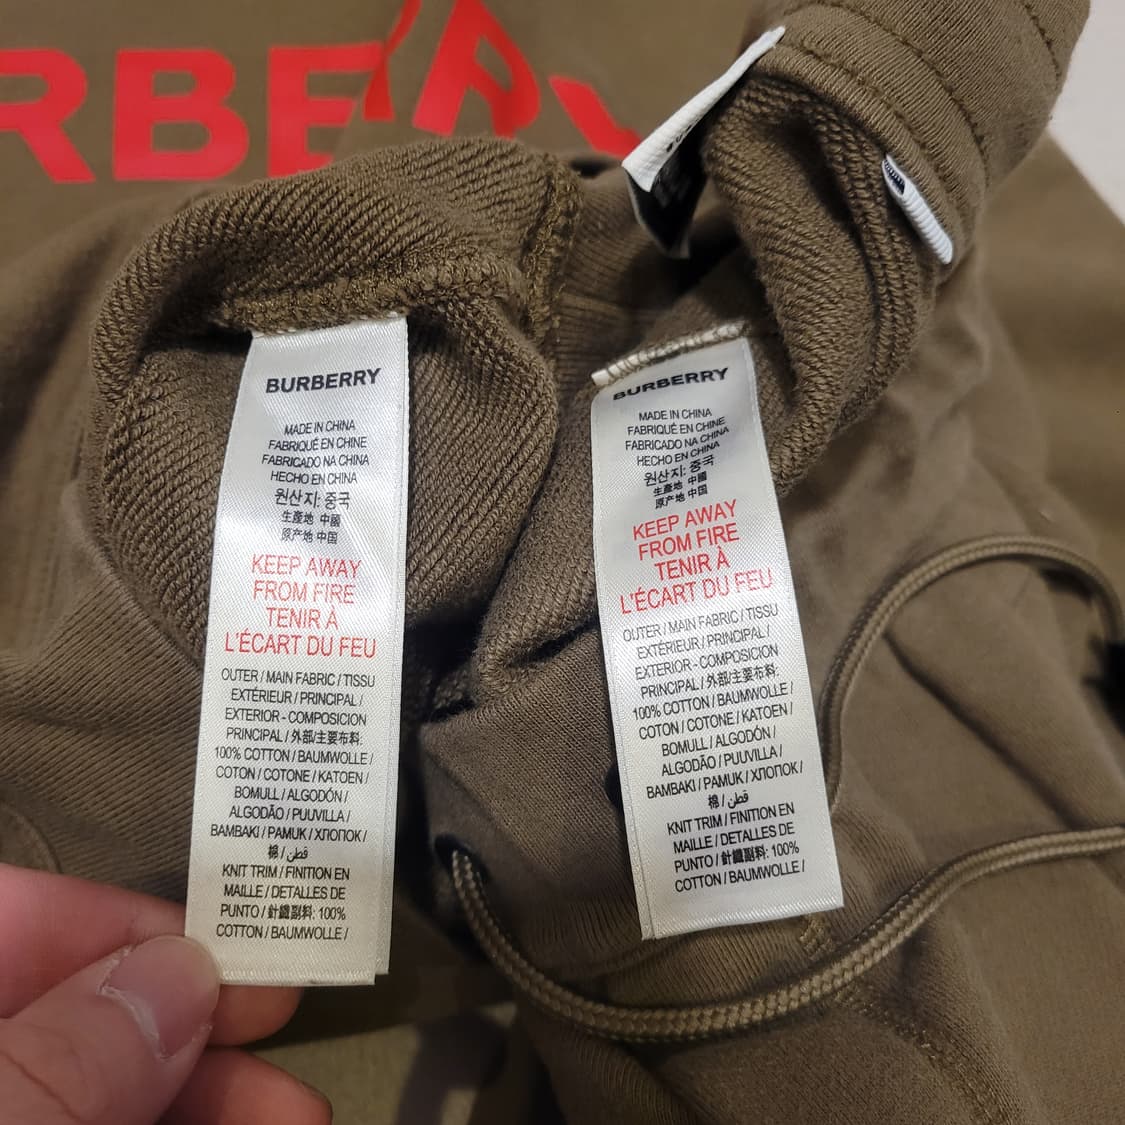 RBE
BURBERRY
MADE IN CHINA
FABRIQUÉ EN CHINE
FABRICADO NA CHINA
HECHO EN CHINA
원산지: 중국
生產地 中國
原产地 中国
KEEP AWAY
FROM FIRE
TENIR À
L'ÉCART DU FEU
OUTER / MAIN FABRIC / TISSU
EXTÉRIEUR / PRINCIPAL /
EXTERIOR - COMPOSICION
PRINCIPAL / 外部/主要布料:
100% COTTON / BAUMWOLLE /
COTON / COTONE / KATOEN /
BOMULL / ALGODÓN /
ALGODÃO / PUUVILLA /
ΒΑΜΒΑΚΙ / PAMUK / ХЛОПОК /
棉 / قطن /
KNIT TRIM / FINITION EN
MAILLE / DETALLES DE
PUNTO / 針織副料: 100%
COTTON / BAUMWOLLE /
BURBERRY
MADE IN CHINA
FABRIQUÉ EN CHINE
FABRICADO NA CHINA
HECHO EN CHINA
원산지: 중국
生產地 中國
原产地 中国
KEEP AWAY
FROM FIRE
TENIR À
L'ÉCART DU FEU
OUTER / MAIN FABRIC / TISSU
EXTÉRIEUR / PRINCIPAL /
EXTERIOR - COMPOSICION
PRINCIPAL / 外部/主要布料:
100% COTTON / BAUMWOLLE /
COTON / COTONE / KATOEN /
BOMULL / ALGODÓN /
ALGODÃO / PUUVILLA /
ΒΑΜΒΑΚΙ / PAMUK / ХЛОПОК /
棉 / قطن /
KNIT TRIM / FINITION EN
MAILLE / DETALLES DE
PUNTO / 針織副料: 100%
COTTON / BAUMWOLLE /